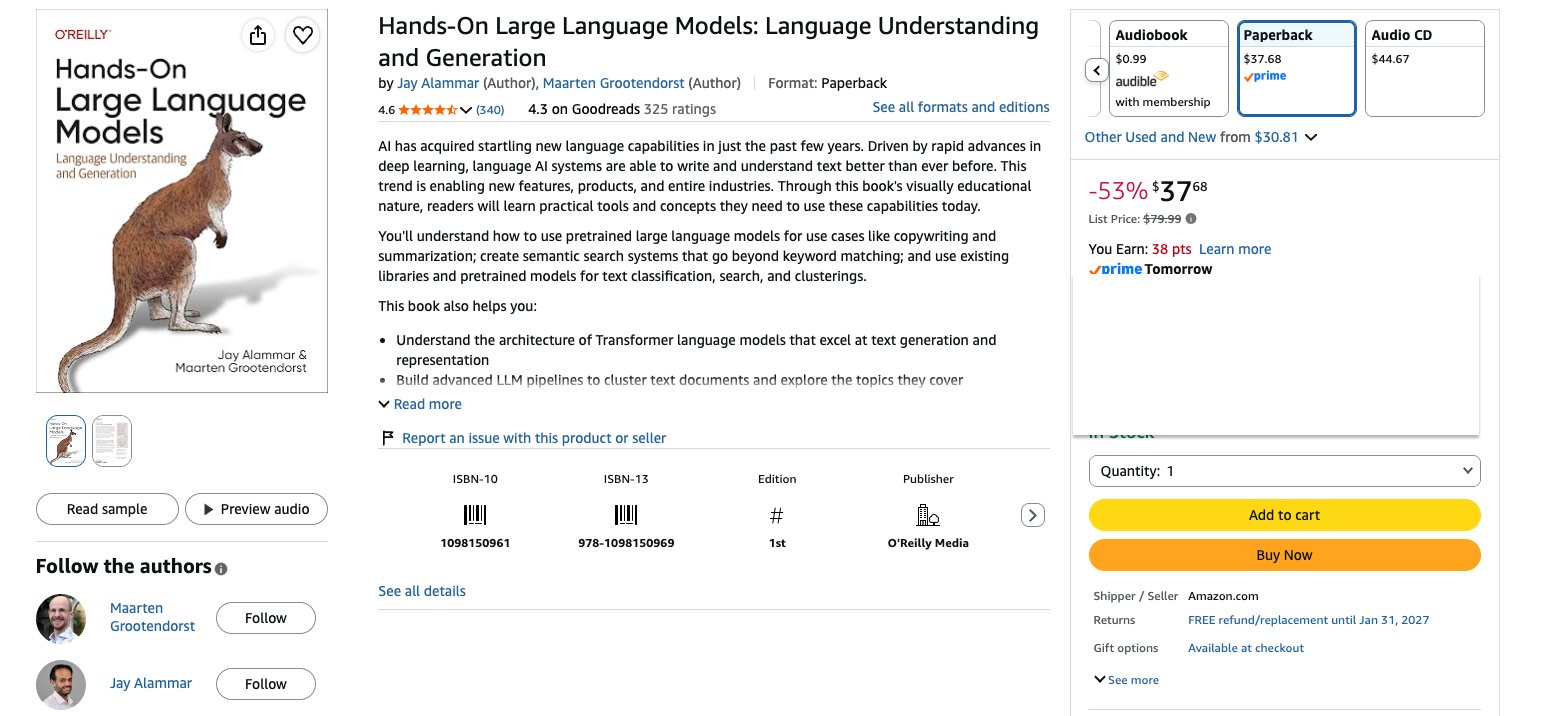 O'REILLY
Hands-On
Large Language
Models
Language Understanding
and Generation
Jay Alammar &
Maarten Grootendorst
Read sample
Preview audio
Follow the authors
Maarten
Grootendorst
Follow
Jay Alammar
Follow
Hands-On Large Language Models: Language Understanding
and Generation
by Jay Alammar (Author), Maarten Grootendorst (Author) Format: Paperback
4.6 (340) 4.3 on Goodreads 325 ratings
See all formats and editions
AI has acquired startling new language capabilities in just the past few years. Driven by rapid advances in
deep learning, language AI systems are able to write and understand text better than ever before. This
trend is enabling new features, products, and entire industries. Through this book's visually educational
nature, readers will learn practical tools and concepts they need to use these capabilities today.
You'll understand how to use pretrained large language models for use cases like copywriting and
summarization; create semantic search systems that go beyond keyword matching; and use existing
libraries and pretrained models for text classification, search, and clusterings.
This book also helps you:
• Understand the architecture of Transformer language models that excel at text generation and
representation
• Build advanced LLM pipelines to cluster text documents and explore the topics they cover
Read more
Report an issue with this product or seller
ISBN-10
1098150961
ISBN-13
978-1098150969
Edition
#
1st
Publisher
O'Reilly Media
See all details
Audiobook
$0.99
audible
with membership
Paperback
$37.68
prime
Audio CD
$44.67
Other Used and New from $30.81
-53% $37 68
List Price: $79.99
You Earn: 38 pts Learn more
prime Tomorrow
In Stock
Quantity: 1
Add to cart
Buy Now
Shipper / Seller Amazon.com
Returns FREE refund/replacement until Jan 31, 2027
Gift options Available at checkout
See more